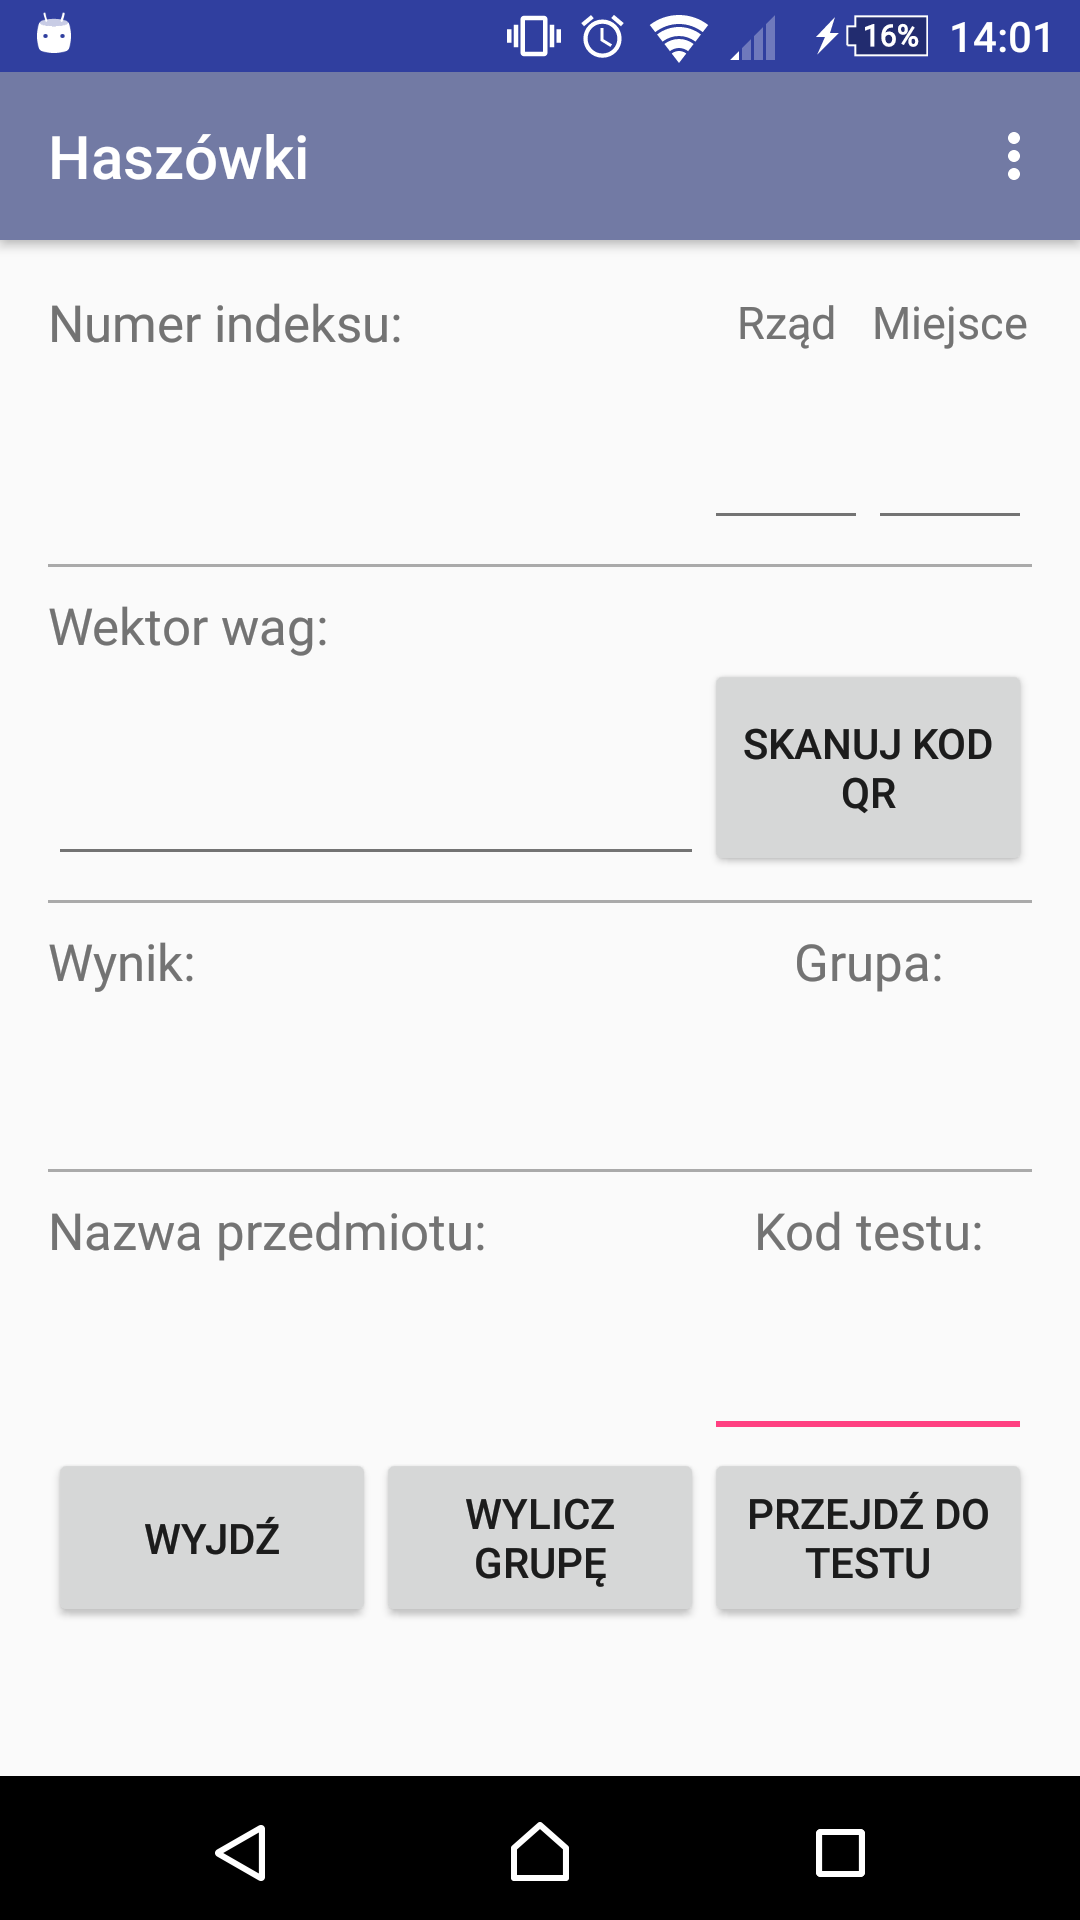 16% 14:01
Haszówki
Numer indeksu: Rząd Miejsce
Wektor wag:
SKANUJ KOD
QR
Wynik: Grupa:
Nazwa przedmiotu: Kod testu:
WYJDŹ
WYLICZ
GRUPĘ
PRZEJDŹ DO
TESTU